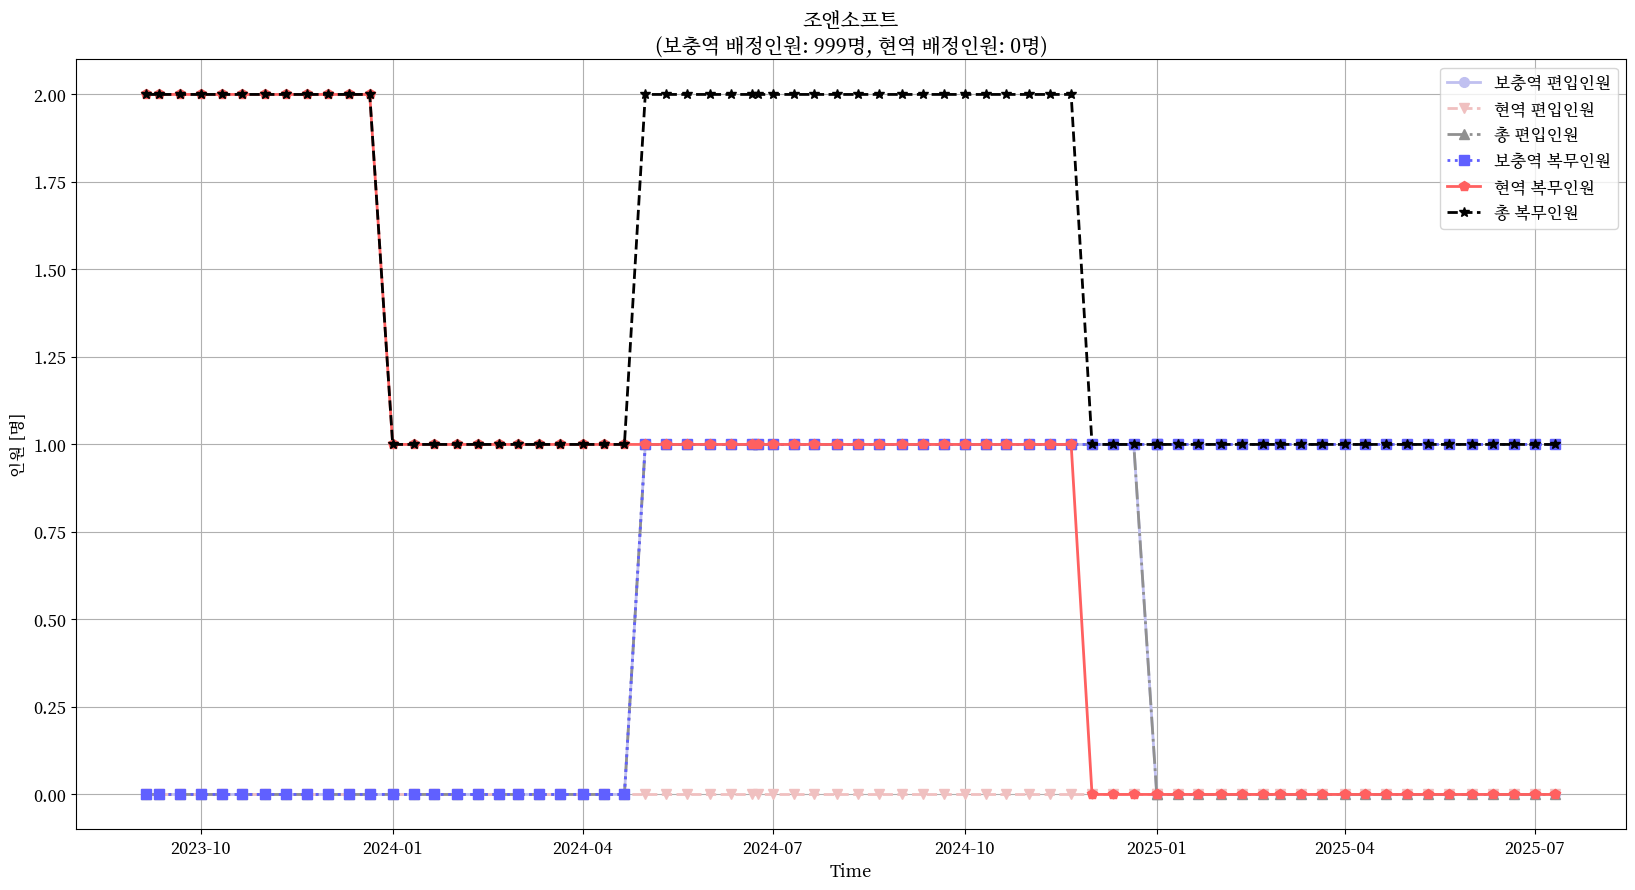 조앤소프트
(보충역 배정인원: 999명, 현역 배정인원: 0명)
보충역 편입인원
현역 편입인원
총 편입인원
보충역 복무인원
현역 복무인원
총 복무인원
2.00
1.75
1.50
1.25
1.00
0.75
0.50
0.25
0.00
인원 [명]
2023-10
2024-01
2024-04
2024-07
2024-10
2025-01
2025-04
2025-07
Time